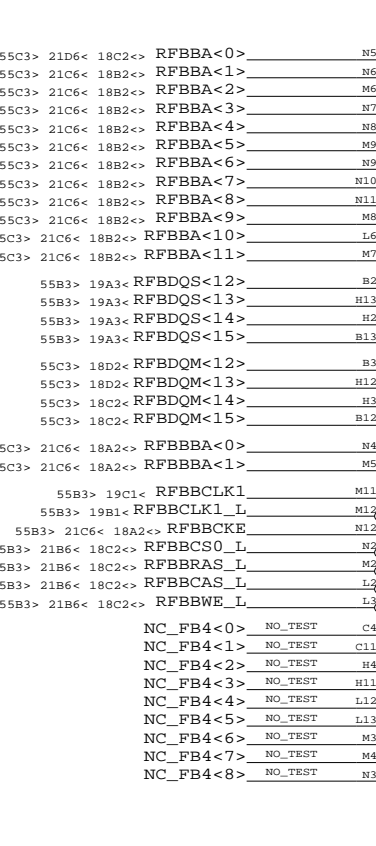 55C3> 21D6< 18C2<> RFBBA<0> N5
55C3> 21C6< 18B2<> RFBBA<1> N6
55C3> 21C6< 18B2<> RFBBA<2> M6
55C3> 21C6< 18B2<> RFBBA<3> N7
55C3> 21C6< 18B2<> RFBBA<4> N8
55C3> 21C6< 18B2<> RFBBA<5> M9
55C3> 21C6< 18B2<> RFBBA<6> N9
55C3> 21C6< 18B2<> RFBBA<7> N10
55C3> 21C6< 18B2<> RFBBA<8> N11
55C3> 21C6< 18B2<> RFBBA<9> M8
5C3> 21C6< 18B2<> RFBBA<10> L6
5C3> 21C6< 18B2<> RFBBA<11> M7
55B3> 19A3< RFBDQS<12> B2
55B3> 19A3< RFBDQS<13> H13
55B3> 19A3< RFBDQS<14> H2
55B3> 19A3< RFBDQS<15> B13
55C3> 18D2< RFBDQM<12> B3
55C3> 18D2< RFBDQM<13> H12
55C3> 18C2< RFBDQM<14> H3
55C3> 18C2< RFBDQM<15> B12
5C3> 21C6< 18A2<> RFBBBA<0> N4
5C3> 21C6< 18A2<> RFBBBA<1> M5
55B3> 19C1< RFBBCLK1 M11
55B3> 19B1< RFBBCLK1_L M12
55B3> 21C6< 18A2<> RFBBCKE N12
5B3> 21B6< 18C2<> RFBBCS0_L N2
5B3> 21B6< 18C2<> RFBBRAS_L M2
5B3> 21B6< 18C2<> RFBBCAS_L L2
55B3> 21B6< 18C2<> RFBBWE_L L3
NC_FB4<0> NO_TEST C4
NC_FB4<1> NO_TEST C11
NC_FB4<2> NO_TEST H4
NC_FB4<3> NO_TEST H11
NC_FB4<4> NO_TEST L12
NC_FB4<5> NO_TEST L13
NC_FB4<6> NO_TEST M3
NC_FB4<7> NO_TEST M4
NC_FB4<8> NO_TEST N3